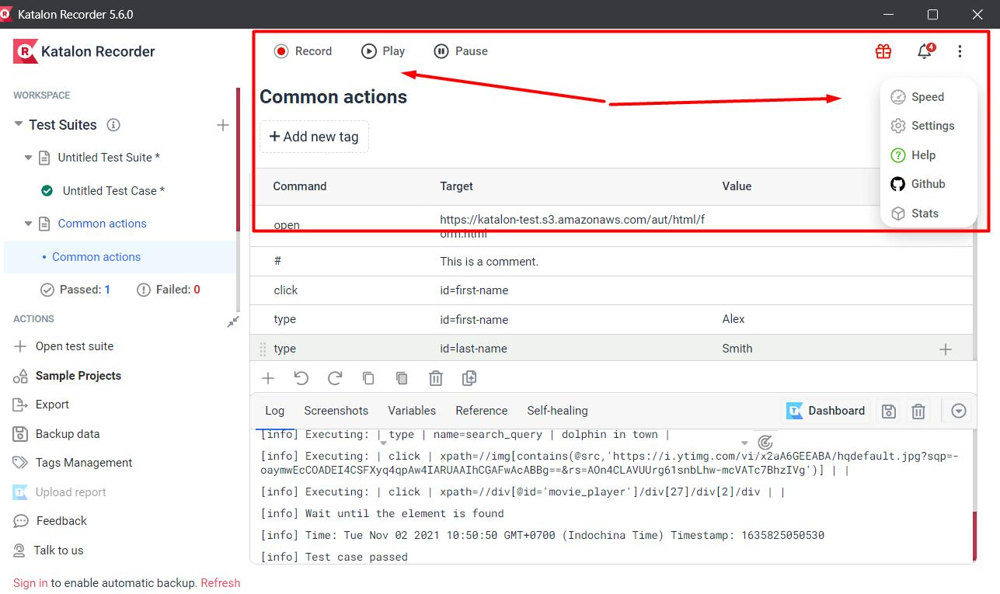 Katalon Recorder 5.6.0
Katalon Recorder
Record Play Pause
4
WORKSPACE
Test Suites
Untitled Test Suite *
Untitled Test Case *
Common actions
Common actions
Passed: 1 Failed: 0
ACTIONS
Open test suite
Sample Projects
Export
Backup data
Tags Management
Upload report
Feedback
Talk to us
Sign in to enable automatic backup. Refresh
Common actions
+ Add new tag
Speed
Settings
Help
Github
Stats
Command Target Value
open https://katalon-test.s3.amazonaws.com/aut/html/f
orm.html
# This is a comment.
click id=first-name
type id=first-name Alex
type id=last-name Smith
Log Screenshots Variables Reference Self-healing Dashboard
[info] Executing: | type | name=search_query | dolphin in town |
[info] Executing: | click | xpath=//img[contains(@src,'https://i.ytimg.com/vi/x2aA6GEEABA/hqdefault.jpg?sqp=-
oaymwEcCOADEI4CSFXyq4qpAw4IARUAAIhCGAFwAcABBg==&rs=AOn4CLAVUUrg61snbLhw-mcVATc7BhzIVg')] | |
[info] Executing: | click | xpath=//div[@id='movie_player']/div[27]/div[2]/div | |
[info] Wait until the element is found
[info] Time: Tue Nov 02 2021 10:50:50 GMT+0700 (Indochina Time) Timestamp: 1635825050530
[info] Test case passed